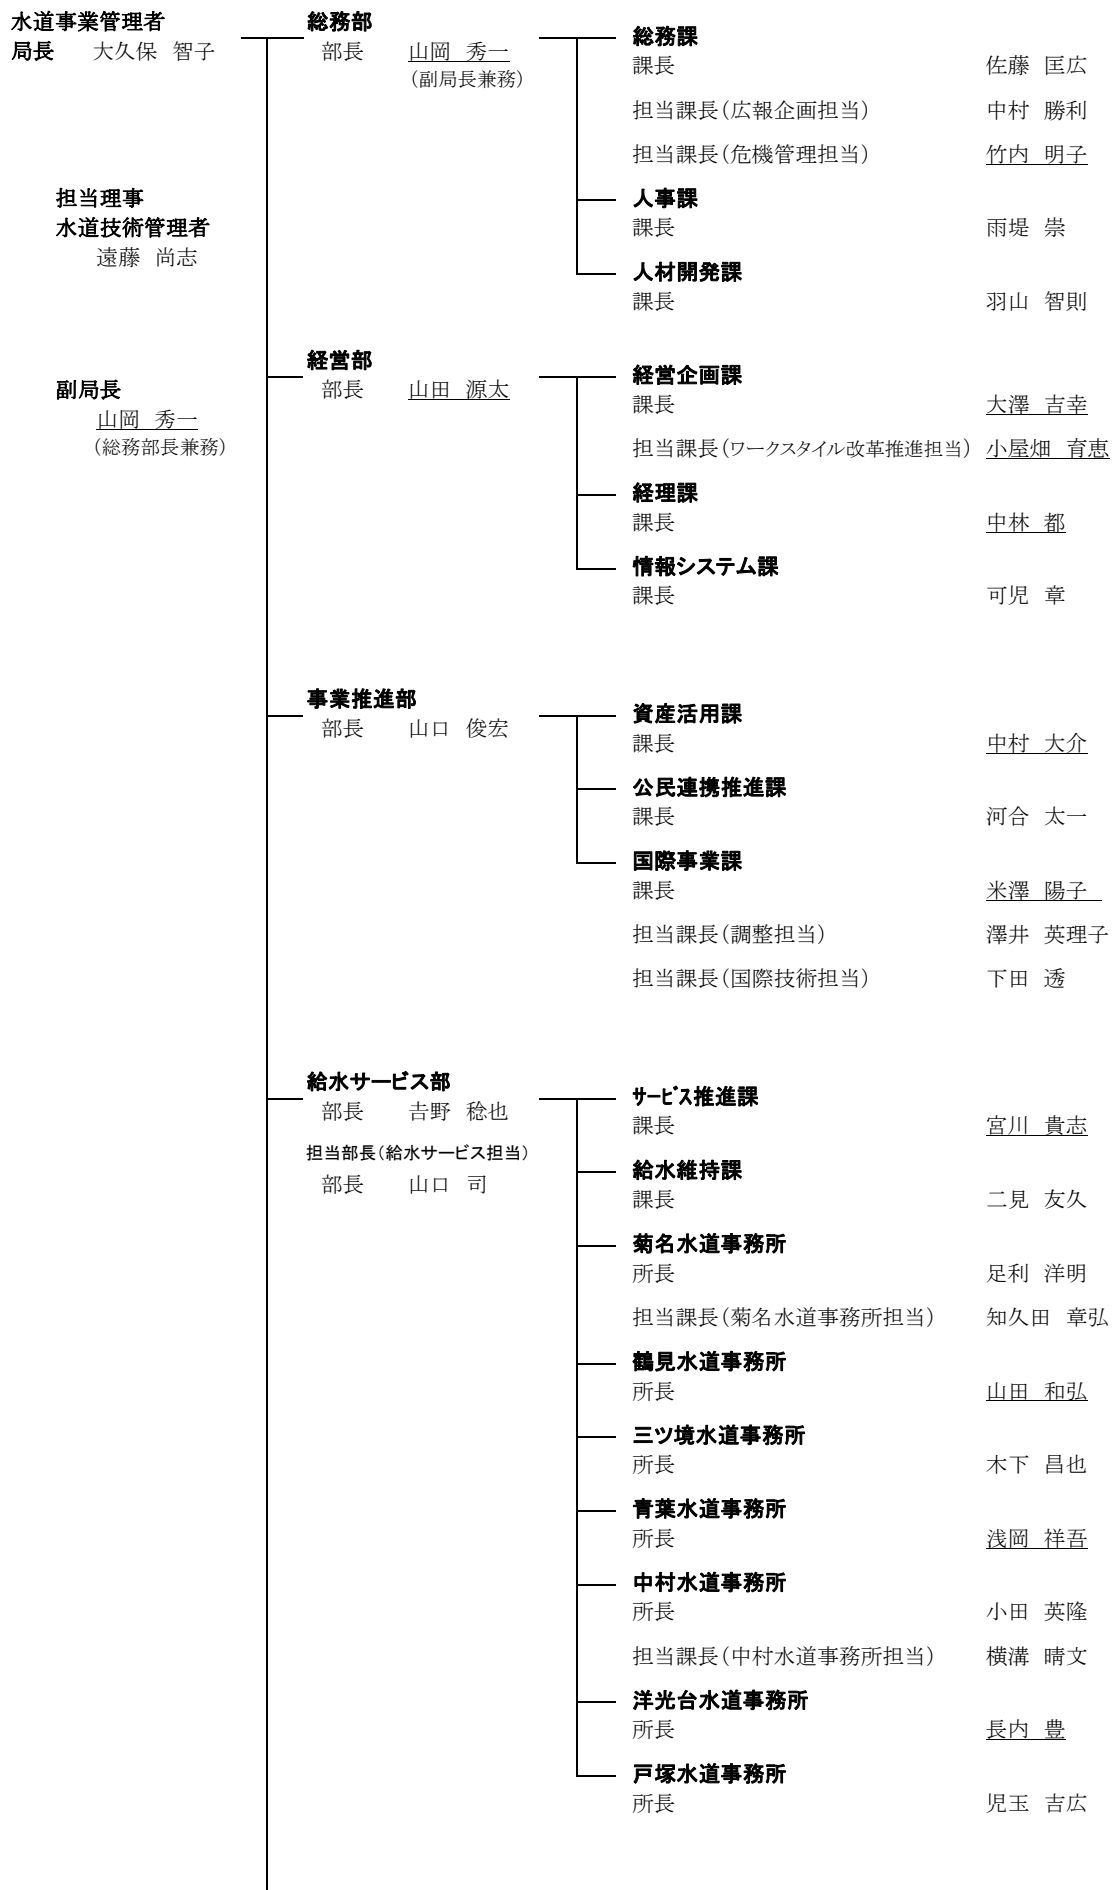 水道事業管理者
局長　大久保　智子
担当理事
水道技術管理者
遠藤　尚志
副局長
山岡　秀一
（総務部長兼務）
総務部
部長　山岡　秀一
（副局長兼務）
総務課
課長　佐藤　匡広
担当課長（広報企画担当）　中村　勝利
担当課長（危機管理担当）　竹内　明子
人事課
課長　雨堤　崇
人材開発課
課長　羽山　智則
経営部
部長　山田　源太
経営企画課
課長　大澤　吉幸
担当課長（ワークスタイル改革推進担当）　小屋畑　育恵
経理課
課長　中林　都
情報システム課
課長　可児　章
事業推進部
部長　山口　俊宏
資産活用課
課長　中村　大介
公民連携推進課
課長　河合　太一
国際事業課
課長　米澤　陽子
担当課長（調整担当）　澤井　英理子
担当課長（国際技術担当）　下田　透
給水サービス部
部長　𠮷野　稔也
担当部長（給水サービス担当）
部長　山口　司
ｻｰﾋﾞｽ推進課
課長　宮川　貴志
給水維持課
課長　二見　友久
菊名水道事務所
所長　足利　洋明
担当課長（菊名水道事務所担当）　知久田　章弘
鶴見水道事務所
所長　山田　和弘
三ツ境水道事務所
所長　木下　昌也
青葉水道事務所
所長　浅岡　祥吾
中村水道事務所
所長　小田　英隆
担当課長（中村水道事務所担当）　横溝　晴文
洋光台水道事務所
所長　長内　豊
戸塚水道事務所
所長　児玉　吉広